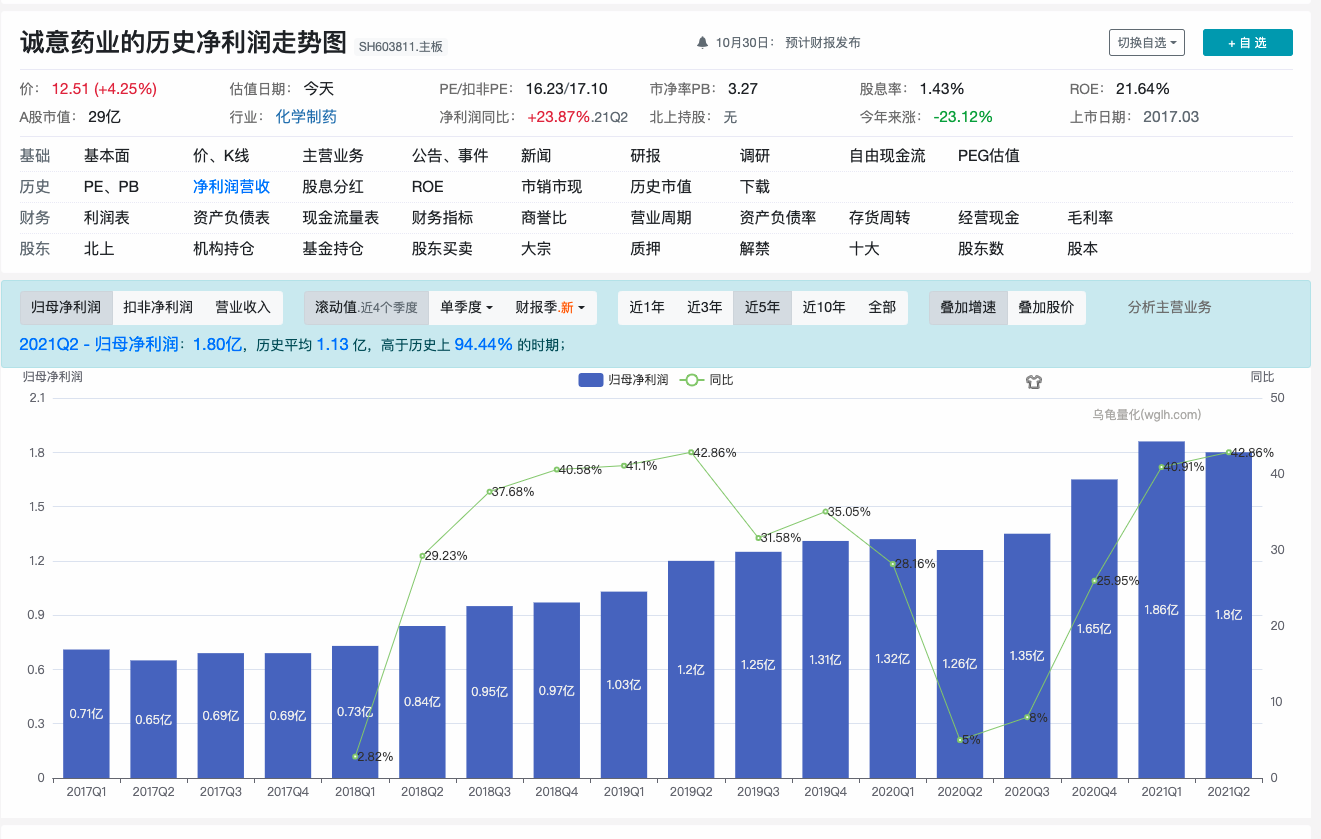 诚意药业的历史净利润走势图 SH603811.主板 10月30日: 预计财报发布 切换自选 + 自 选
价: 12.51 (+4.25%) 估值日期: 今天 PE/扣非PE: 16.23/17.10 市净率PB: 3.27 股息率: 1.43% ROE: 21.64%
A股市值: 29亿 行业: 化学制药 净利润同比: +23.87%.21Q2 北上持股: 无 今年来涨: -23.12% 上市日期: 2017.03
基础 基本面 价、K线 主营业务 公告、事件 新闻 研报 调研 自由现金流 PEG估值
历史 PE、PB 净利润营收 股息分红 ROE 市销市现 历史市值 下载
财务 利润表 资产负债表 现金流量表 财务指标 商誉比 营业周期 资产负债率 存货周转 经营现金 毛利率
股东 北上 机构持仓 基金持仓 股东买卖 大宗 质押 解禁 十大 股东数 股本
归母净利润 扣非净利润 营业收入 滚动值.近4个季度 单季度 财报季.新 近1年 近3年 近5年 近10年 全部 叠加增速 叠加股价 分析主营业务
2021Q2 - 归母净利润: 1.80亿, 历史平均 1.13 亿, 高于历史上 94.44% 的时期;
归母净利润 归母净利润 同比 同比
乌龟量化(wglh.com)
2.1 50
1.8 40
1.5 30
1.2 20
0.9 10
0.6 0
0.3
0
2.82% 29.23% 37.68% 40.58% 41.1% 42.86% 31.58% 35.05% 28.16% 5% 8% 25.95% 40.91% 42.86%
0.71亿 0.65亿 0.69亿 0.69亿 0.73亿 0.84亿 0.95亿 0.97亿 1.03亿 1.2亿 1.25亿 1.31亿 1.32亿 1.26亿 1.35亿 1.65亿 1.86亿 1.8亿
2017Q1 2017Q2 2017Q3 2017Q4 2018Q1 2018Q2 2018Q3 2018Q4 2019Q1 2019Q2 2019Q3 2019Q4 2020Q1 2020Q2 2020Q3 2020Q4 2021Q1 2021Q2